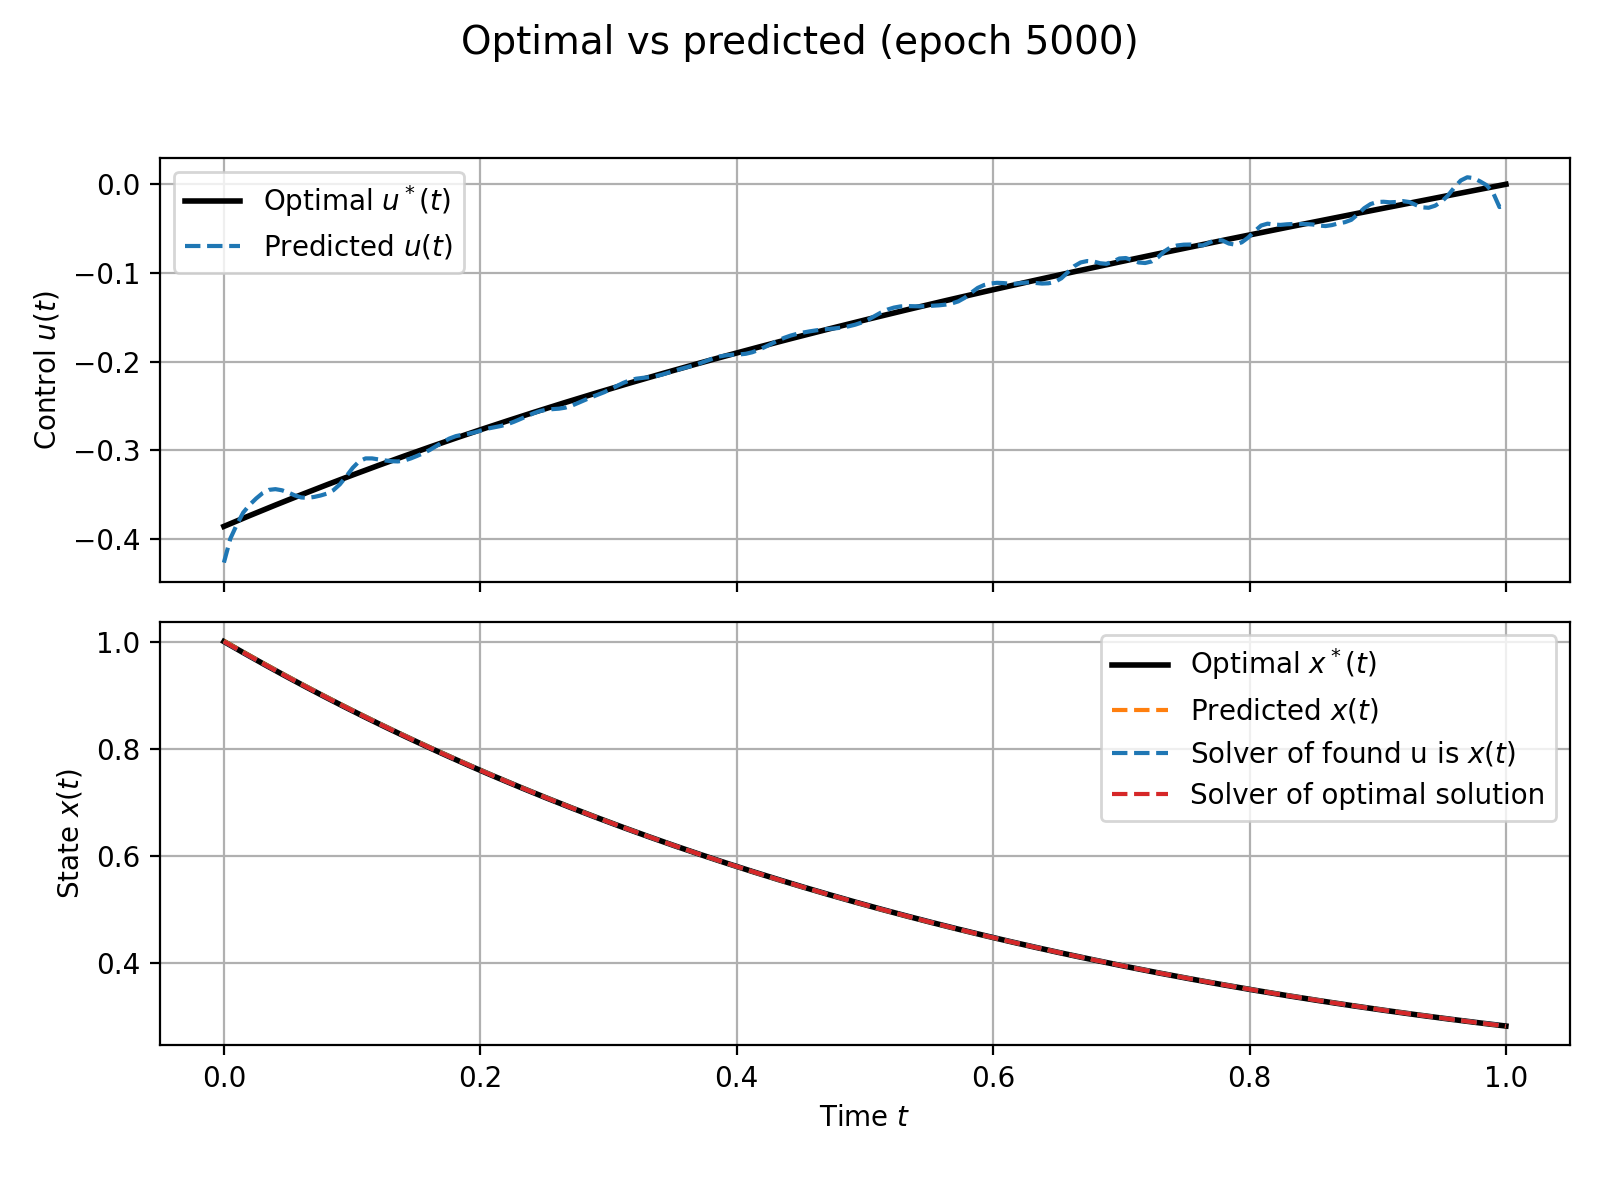 Optimal vs predicted (epoch 5000)
Control u(t)
0.0
−0.1
−0.2
−0.3
−0.4
Optimal u*(t)
Predicted u(t)
State x(t)
1.0
0.8
0.6
0.4
Optimal x*(t)
Predicted x(t)
Solver of found u is x(t)
Solver of optimal solution
0.0 0.2 0.4 0.6 0.8 1.0
Time t